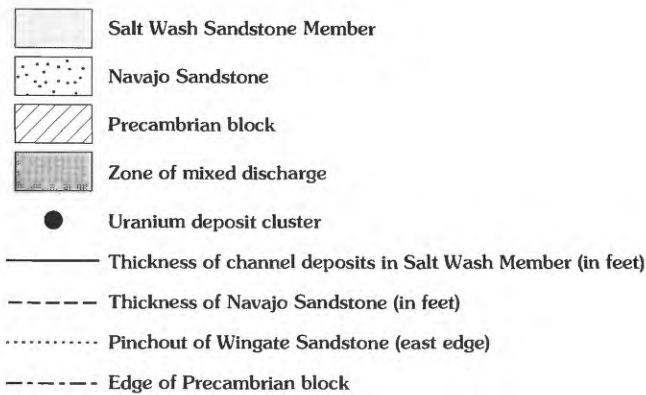 Salt Wash Sandstone Member
Navajo Sandstone
Precambrian block
Zone of mixed discharge
Uranium deposit cluster
Thickness of channel deposits in Salt Wash Member (in feet)
Thickness of Navajo Sandstone (in feet)
Pinchout of Wingate Sandstone (east edge)
Edge of Precambrian block